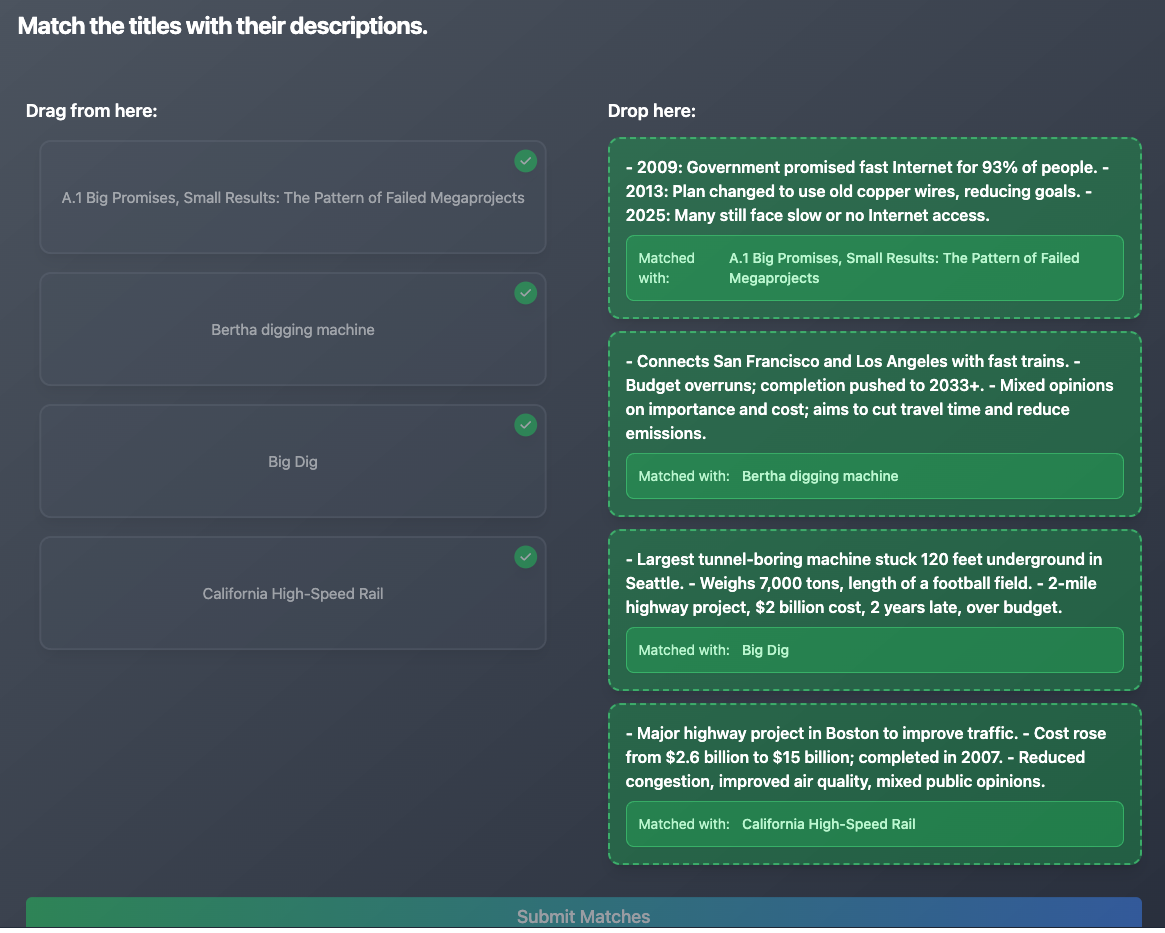 Match the titles with their descriptions.
Drag from here:
A.1 Big Promises, Small Results: The Pattern of Failed Megaprojects
Bertha digging machine
Big Dig
California High-Speed Rail
Drop here:
- 2009: Government promised fast Internet for 93% of people. -
2013: Plan changed to use old copper wires, reducing goals. -
2025: Many still face slow or no Internet access.
Matched with: A.1 Big Promises, Small Results: The Pattern of Failed
Megaprojects
- Connects San Francisco and Los Angeles with fast trains. -
Budget overruns; completion pushed to 2033+. - Mixed opinions
on importance and cost; aims to cut travel time and reduce
emissions.
Matched with: Bertha digging machine
- Largest tunnel-boring machine stuck 120 feet underground in
Seattle. - Weighs 7,000 tons, length of a football field. - 2-mile
highway project, $2 billion cost, 2 years late, over budget.
Matched with: Big Dig
- Major highway project in Boston to improve traffic. - Cost rose
from $2.6 billion to $15 billion; completed in 2007. - Reduced
congestion, improved air quality, mixed public opinions.
Matched with: California High-Speed Rail
Submit Matches